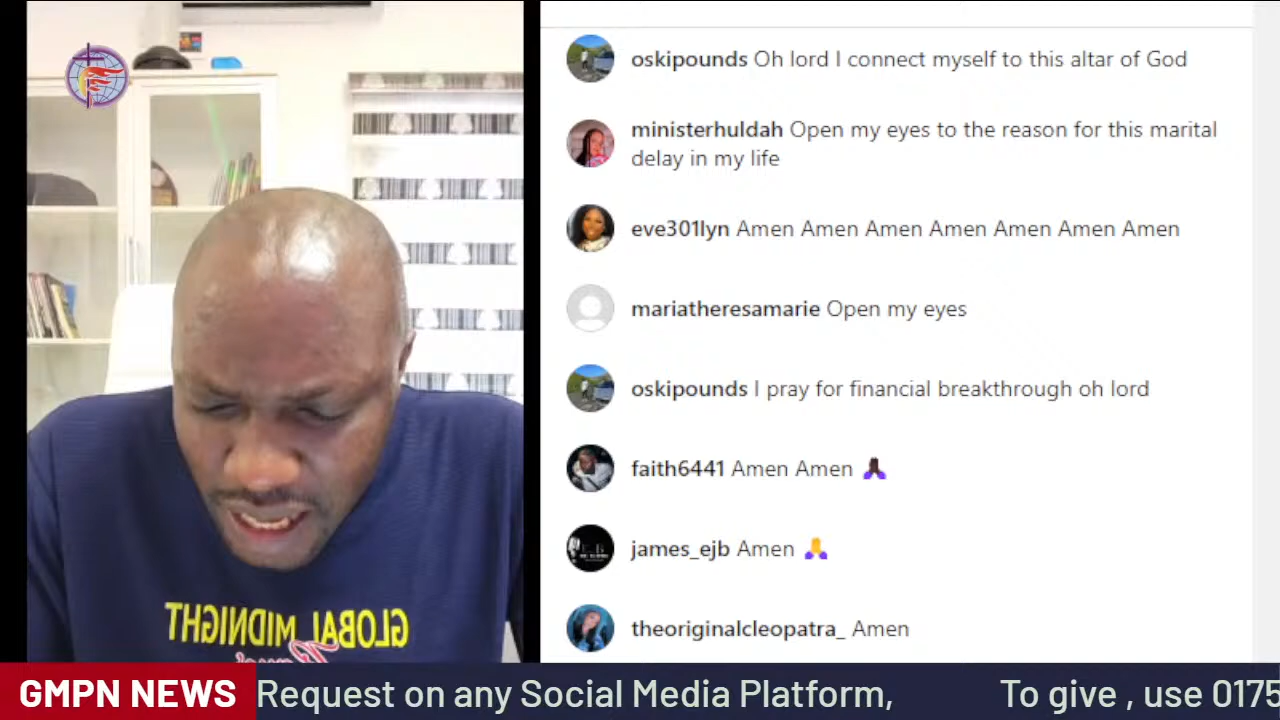 oskipounds Oh lord I connect myself to this altar of God
ministerhuldah Open my eyes to the reason for this marital
delay in my life
eve301lyn Amen Amen Amen Amen Amen Amen Amen
mariatheresamarie Open my eyes
oskipounds I pray for financial breakthrough oh lord
faith6441 Amen Amen 🙏🏿
james_ejb Amen 🙏
theoriginalcleopatra_ Amen
GLOBAL MIDNIGHT
GMPN NEWS Request on any Social Media Platform, To give , use 0175